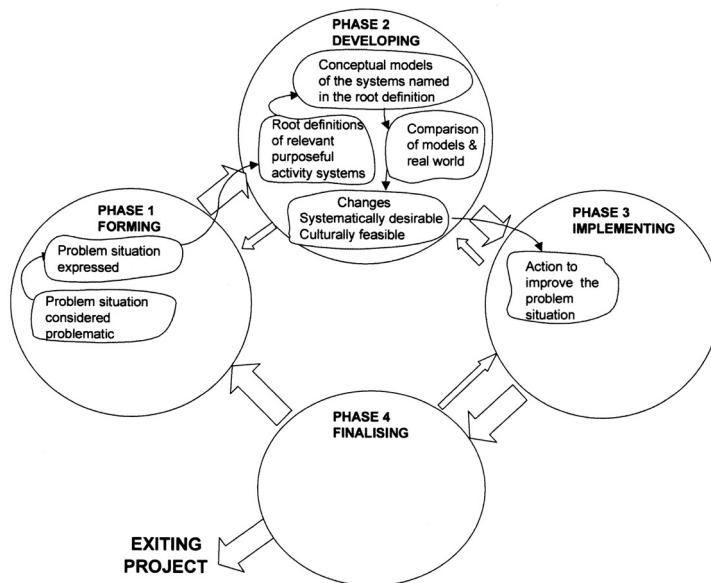 PHASE 2
DEVELOPING
Conceptual models
of the systems named
in the root definition
Root definitions
of relevant
purposeful
activity systems
Comparison
of models &
real world
Changes
Systematically desirable
Culturally feasible
PHASE 1
FORMING
Problem situation
expressed
Problem situation
considered
problematic
PHASE 3
IMPLEMENTING
Action to
improve the
problem
situation
PHASE 4
FINALISING
EXITING
PROJECT